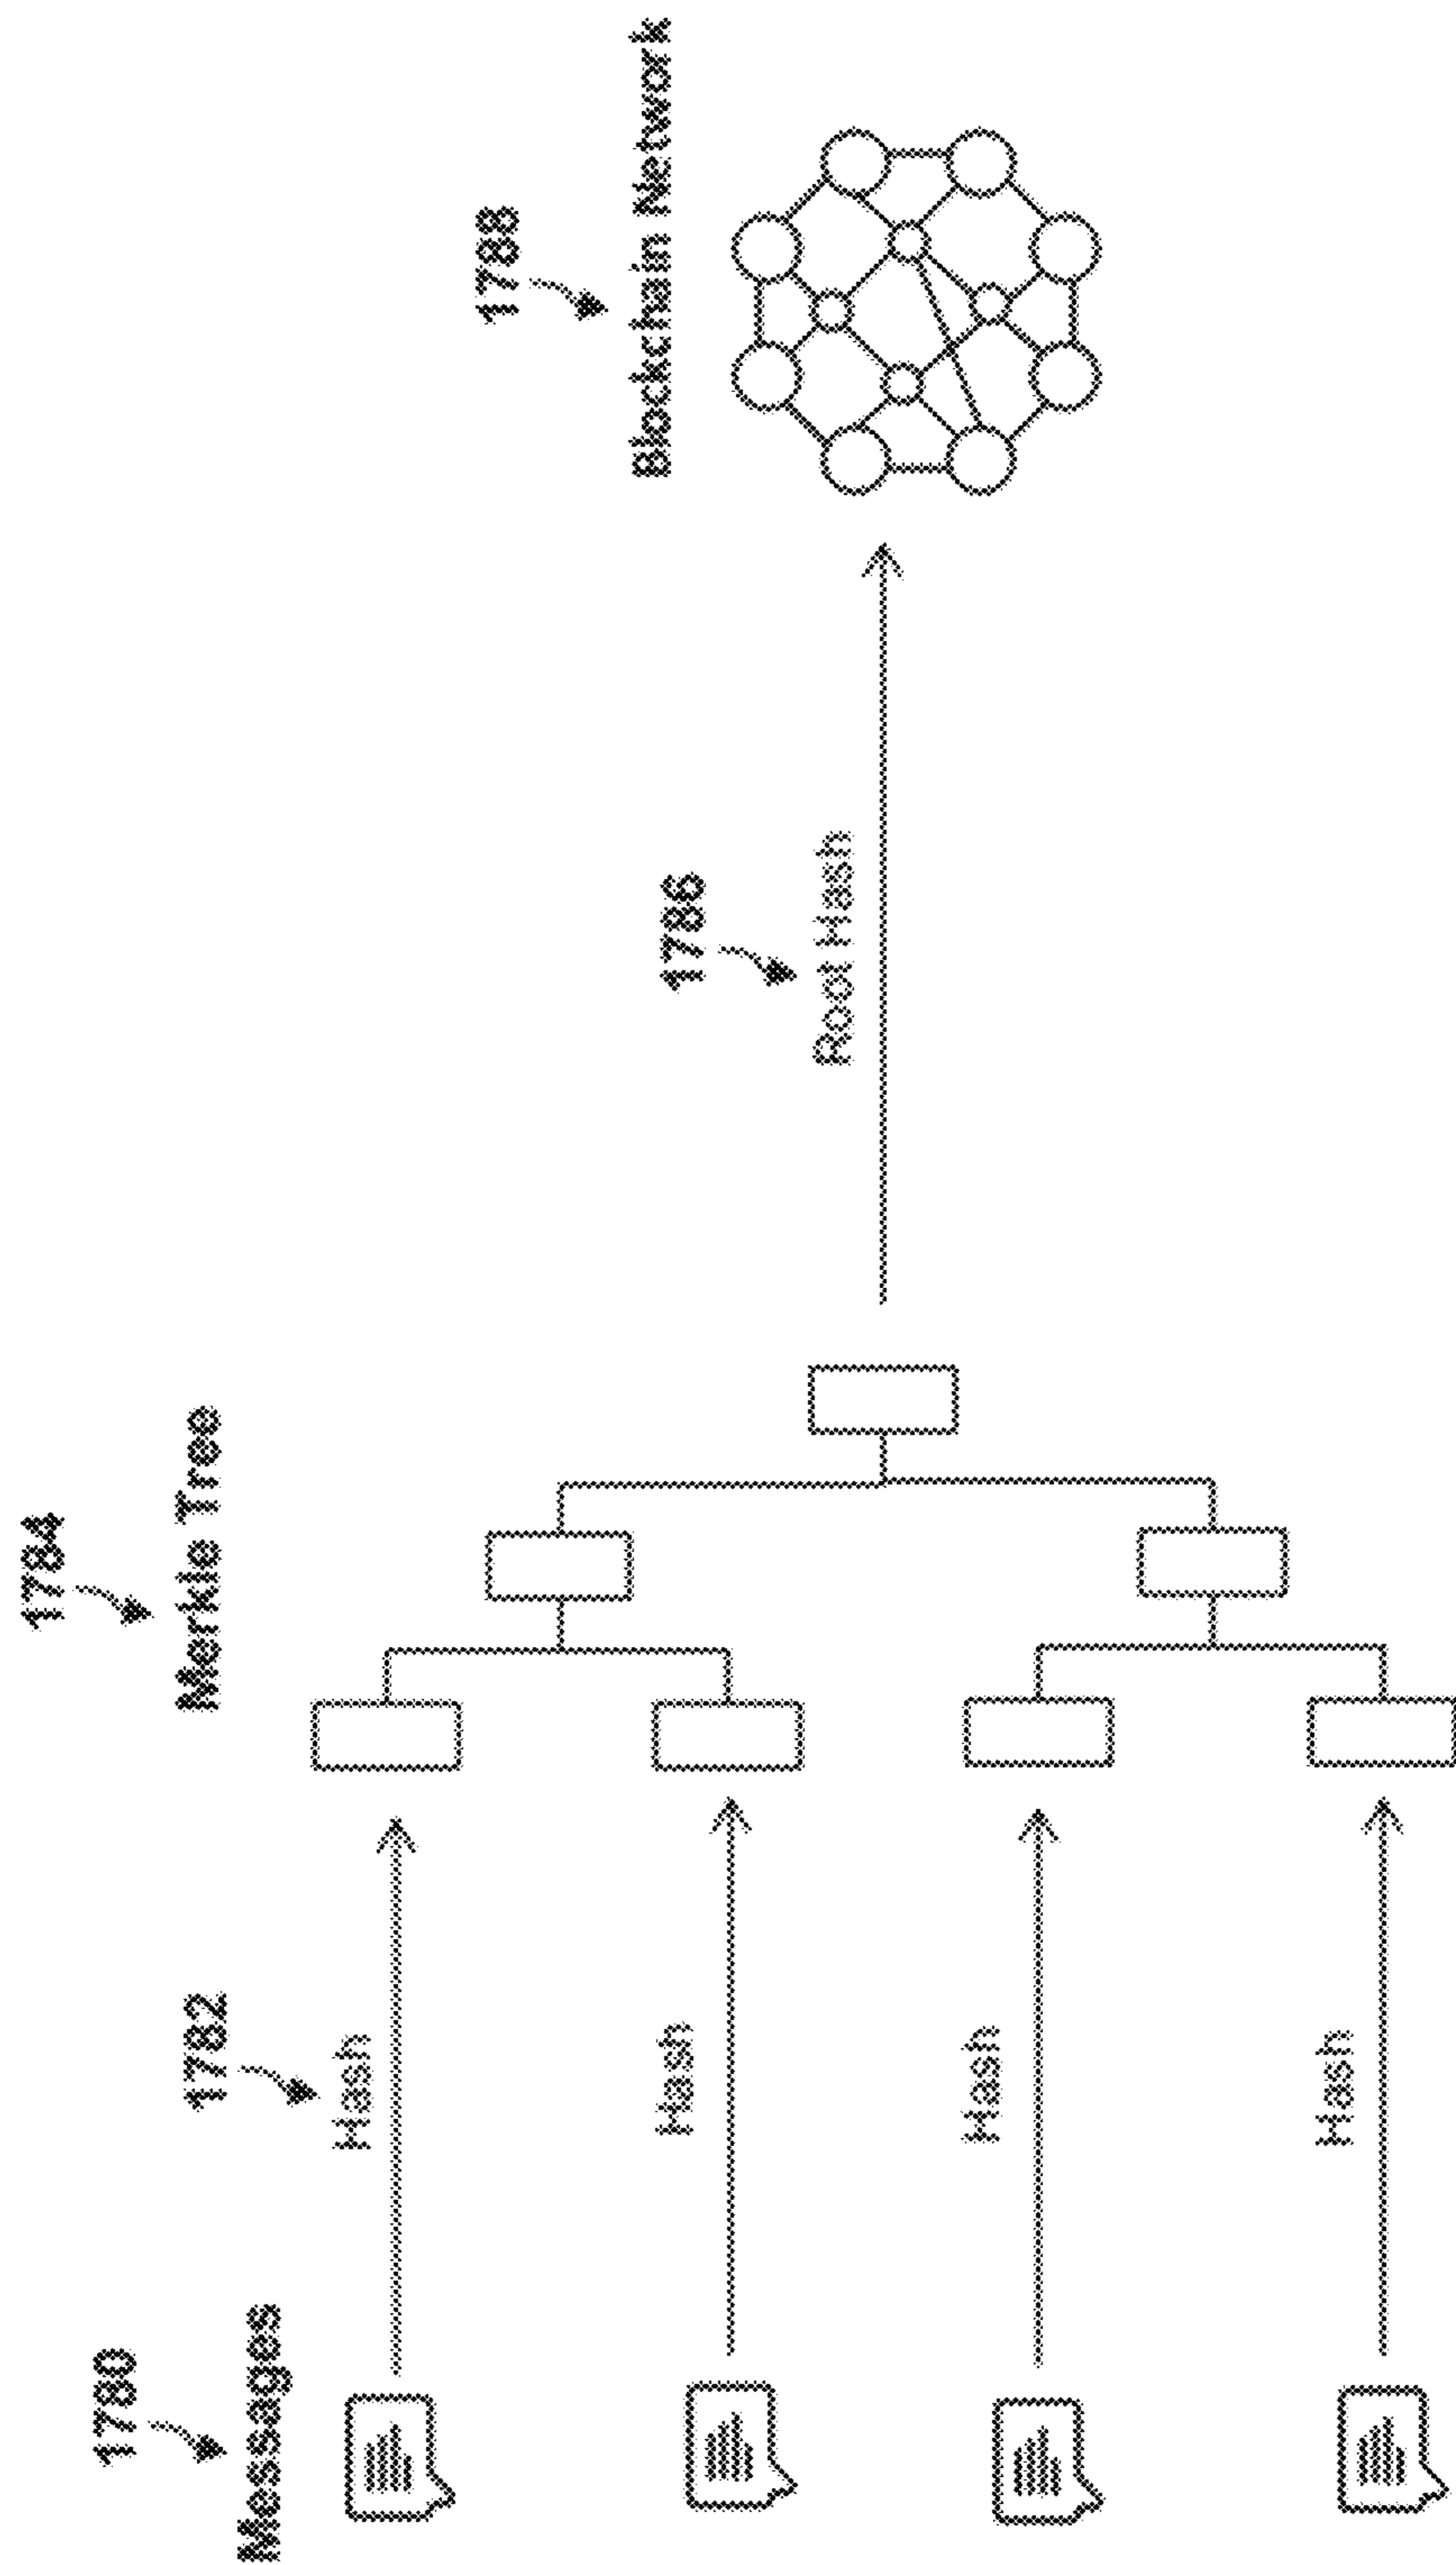 1780
Messages
1782
Hash
Hash
Hash
Hash
1784
Merkle Tree
1786
Root Hash
1788
Blockchain Network